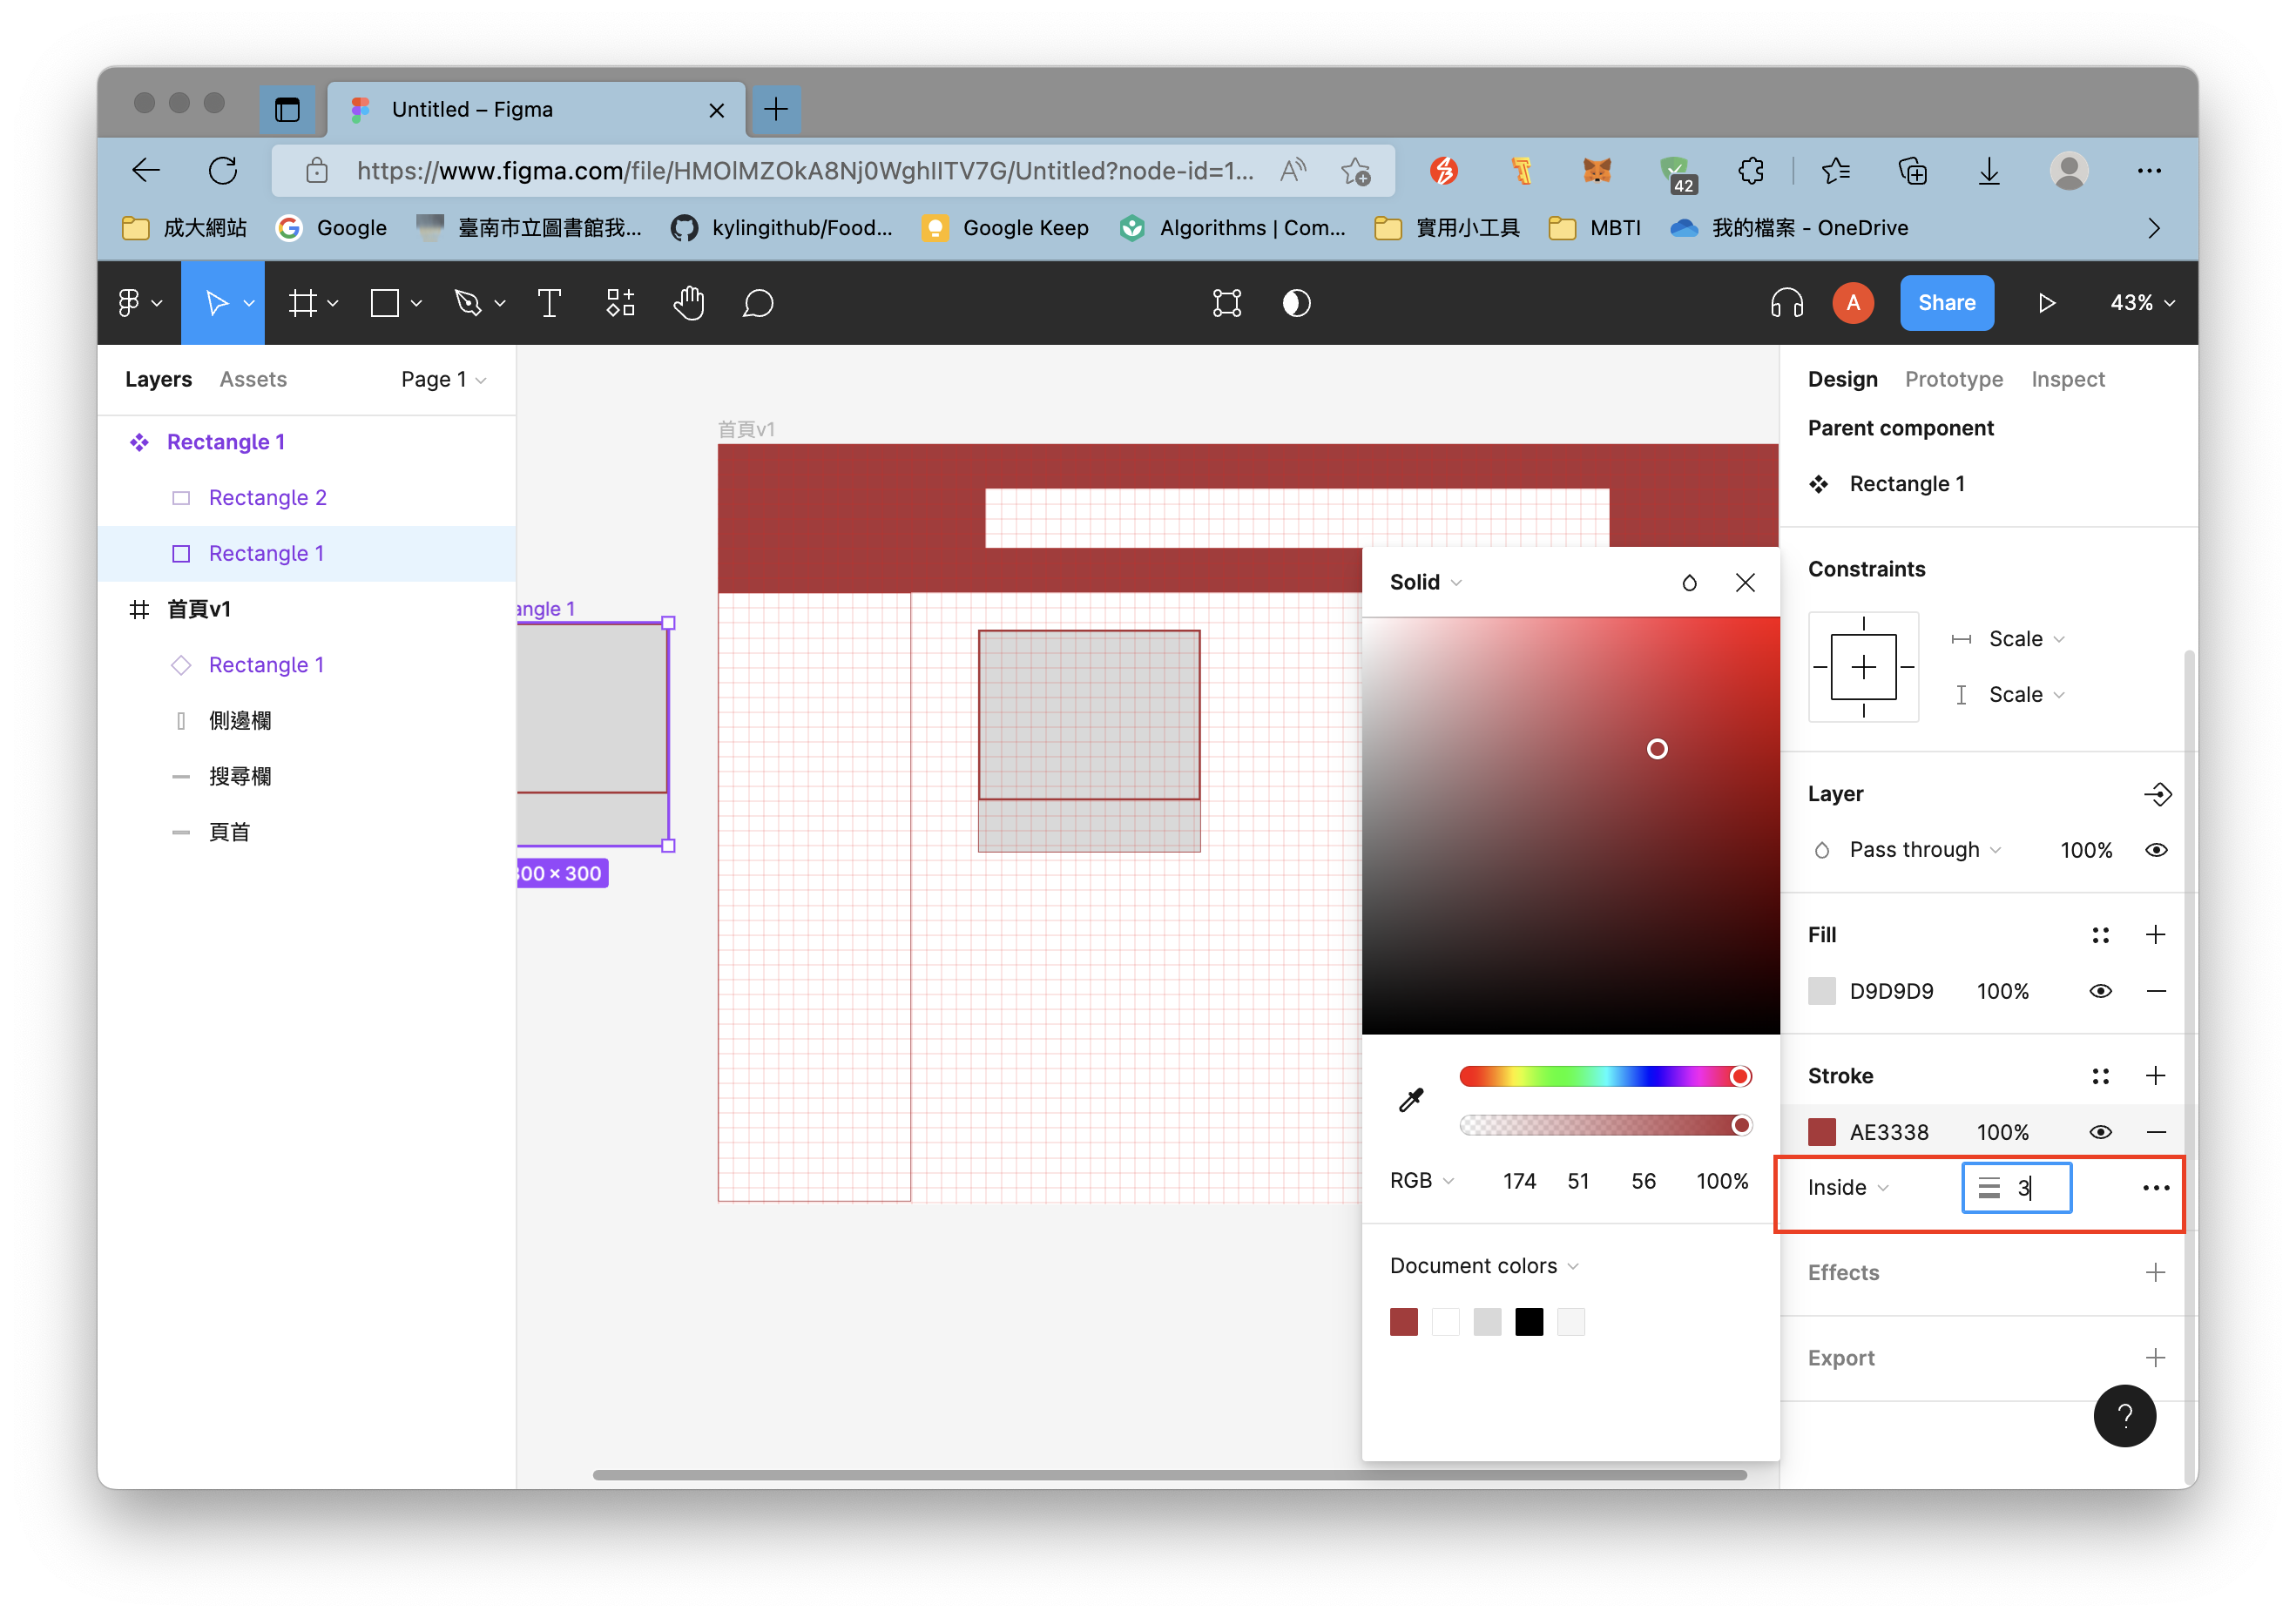 Untitled – Figma
https://www.figma.com/file/HMOlMZOkA8Nj0WghlITV7G/Untitled?node-id=1...
42
成大網站
Google
臺南市立圖書館我...
kylingithub/Food...
Google Keep
Algorithms | Com...
實用小工具
MBTI
我的檔案 - OneDrive
A
Share
43%
Layers
Assets
Page 1
Rectangle 1
Rectangle 2
Rectangle 1
首頁v1
Rectangle 1
側邊欄
搜尋欄
頁首
首頁v1
angle 1
300 × 300
Solid
RGB 174 51 56 100%
Document colors
Design Prototype Inspect
Parent component
Rectangle 1
Constraints
Scale
Scale
Layer
Pass through 100%
Fill
D9D9D9 100%
Stroke
AE3338 100%
Inside 3
Effects
Export
?